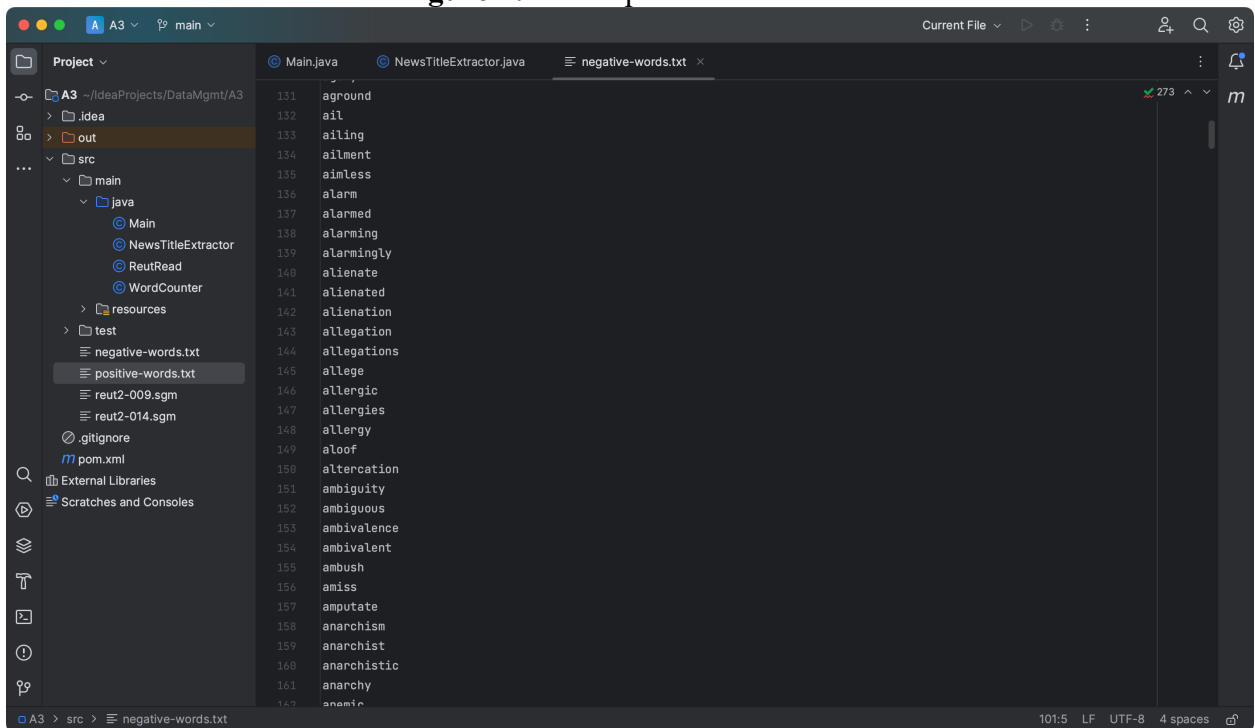 A A3 main Current File
Project
Main.java NewsTitleExtractor.java negative-words.txt
A3 ~/IdeaProjects/DataMgmt/A3
.idea
out
src
main
java
Main
NewsTitleExtractor
ReutRead
WordCounter
resources
test
negative-words.txt
positive-words.txt
reut2-009.sgm
reut2-014.sgm
.gitignore
m pom.xml
External Libraries
Scratches and Consoles
131 aground
132 ail
133 ailing
134 ailment
135 aimless
136 alarm
137 alarmed
138 alarming
139 alarmingly
140 alienate
141 alienated
142 alienation
143 allegation
144 allegations
145 allege
146 allergic
147 allergies
148 allergy
149 aloof
150 altercation
151 ambiguity
152 ambiguous
153 ambivalence
154 ambivalent
155 ambush
156 amiss
157 amputate
158 anarchism
159 anarchist
160 anarchistic
161 anarchy
162 anemic
273
m
A3 > src > negative-words.txt 101:5 LF UTF-8 4 spaces